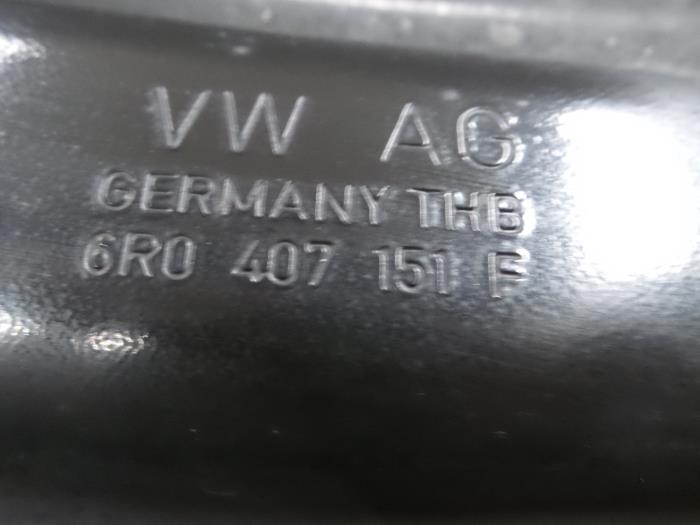 VW AG
GERMANY THB
6R0 407 151 F